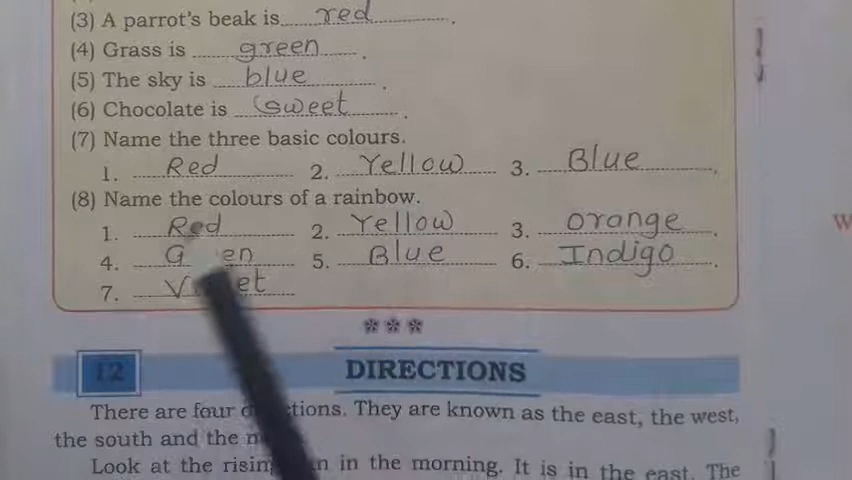 (3) A parrot's beak is red.
(4) Grass is green.
(5) The sky is blue.
(6) Chocolate is sweet.
(7) Name the three basic colours.
1. Red 2. Yellow 3. Blue.
(8) Name the colours of a rainbow.
1. Red 2. Yellow 3. Orange.
4. G en 5. Blue 6. Indigo.
7. V et
***
12 DIRECTIONS
There are four directions. They are known as the east, the west,
the south and the
Look at the rising in the morning. It is in the east. The
W